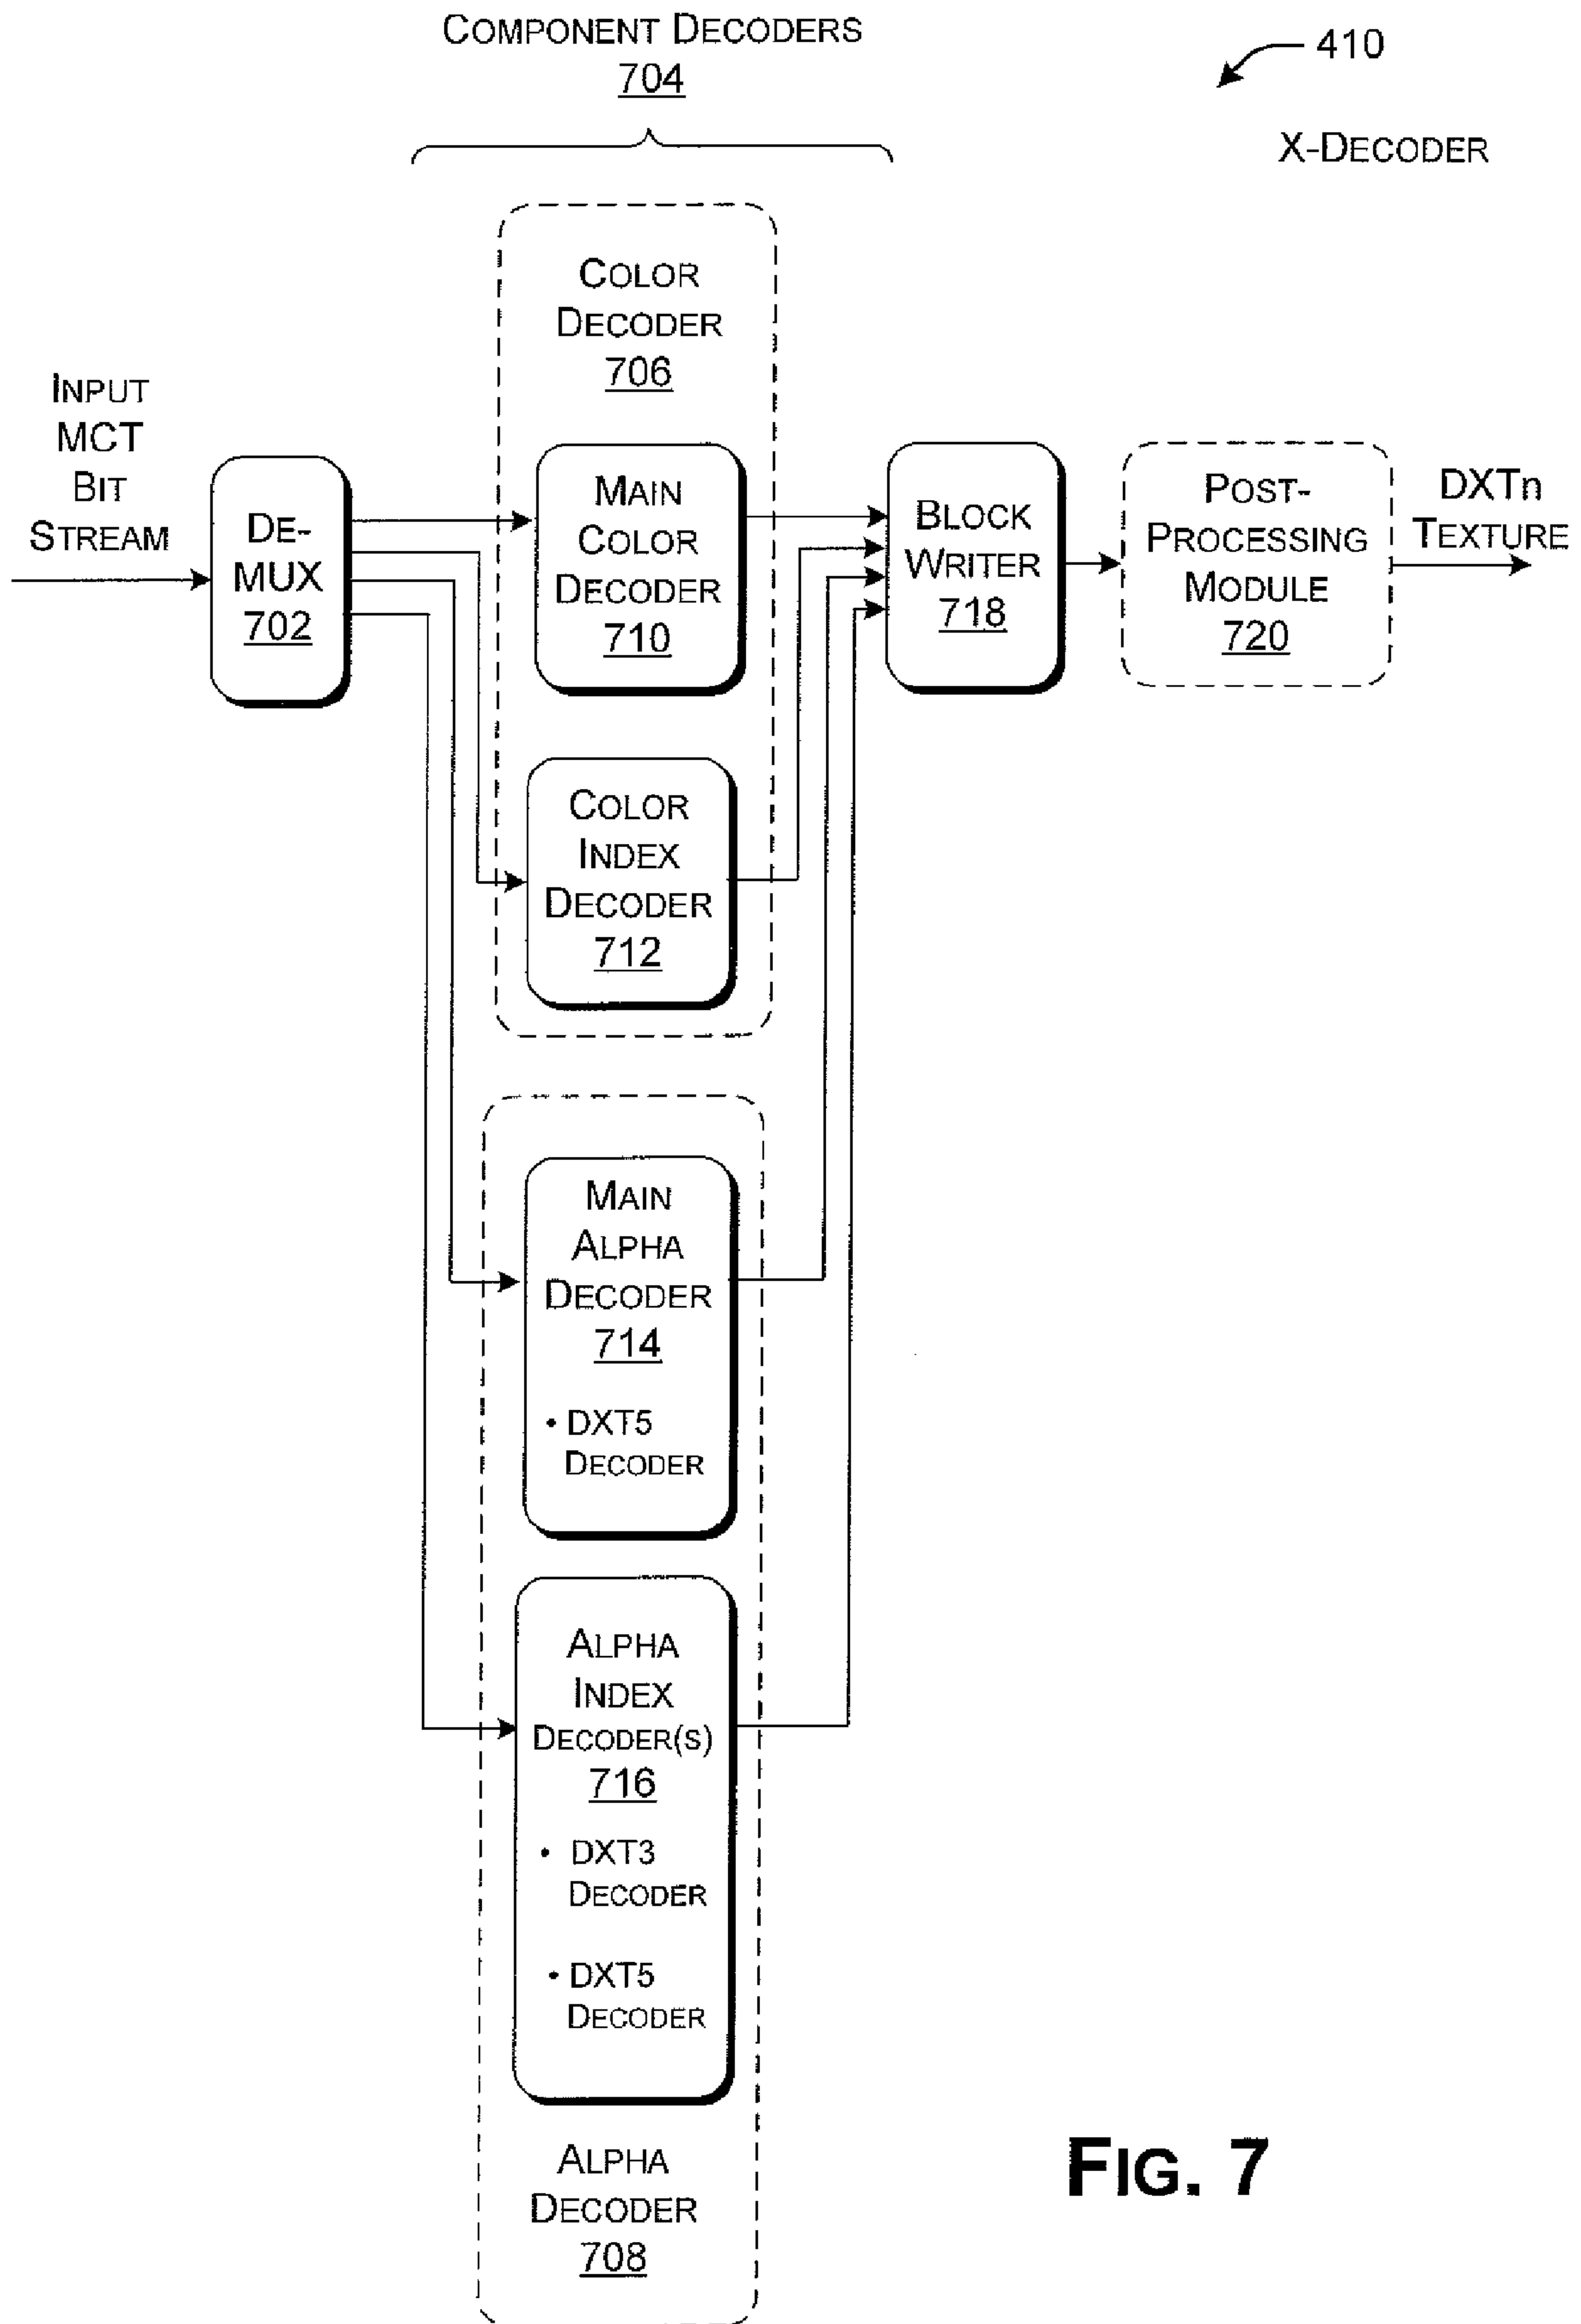 COMPONENT DECODERS
704
410
X-DECODER
COLOR
DECODER
706
INPUT
MCT
BIT
STREAM
DE-
MUX
702
MAIN
COLOR
DECODER
710
BLOCK
WRITER
718
POST-
PROCESSING
MODULE
720
DXTn
TEXTURE
COLOR
INDEX
DECODER
712
MAIN
ALPHA
DECODER
714
• DXT5
DECODER
ALPHA
INDEX
DECODER(S)
716
• DXT3
DECODER
• DXT5
DECODER
ALPHA
DECODER
708
FIG. 7